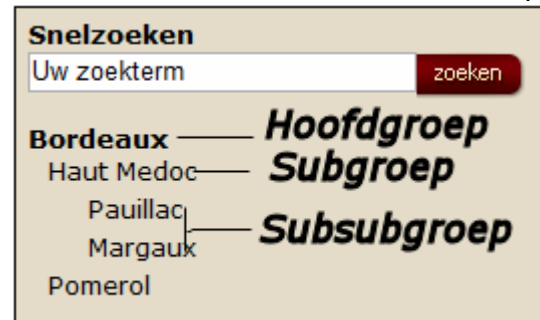 Snelzoeken
Uw zoekterm zoeken
Bordeaux Hoofdgroep
Haut Medoc Subgroep
Pauillac
Margaux Subsubgroep
Pomerol